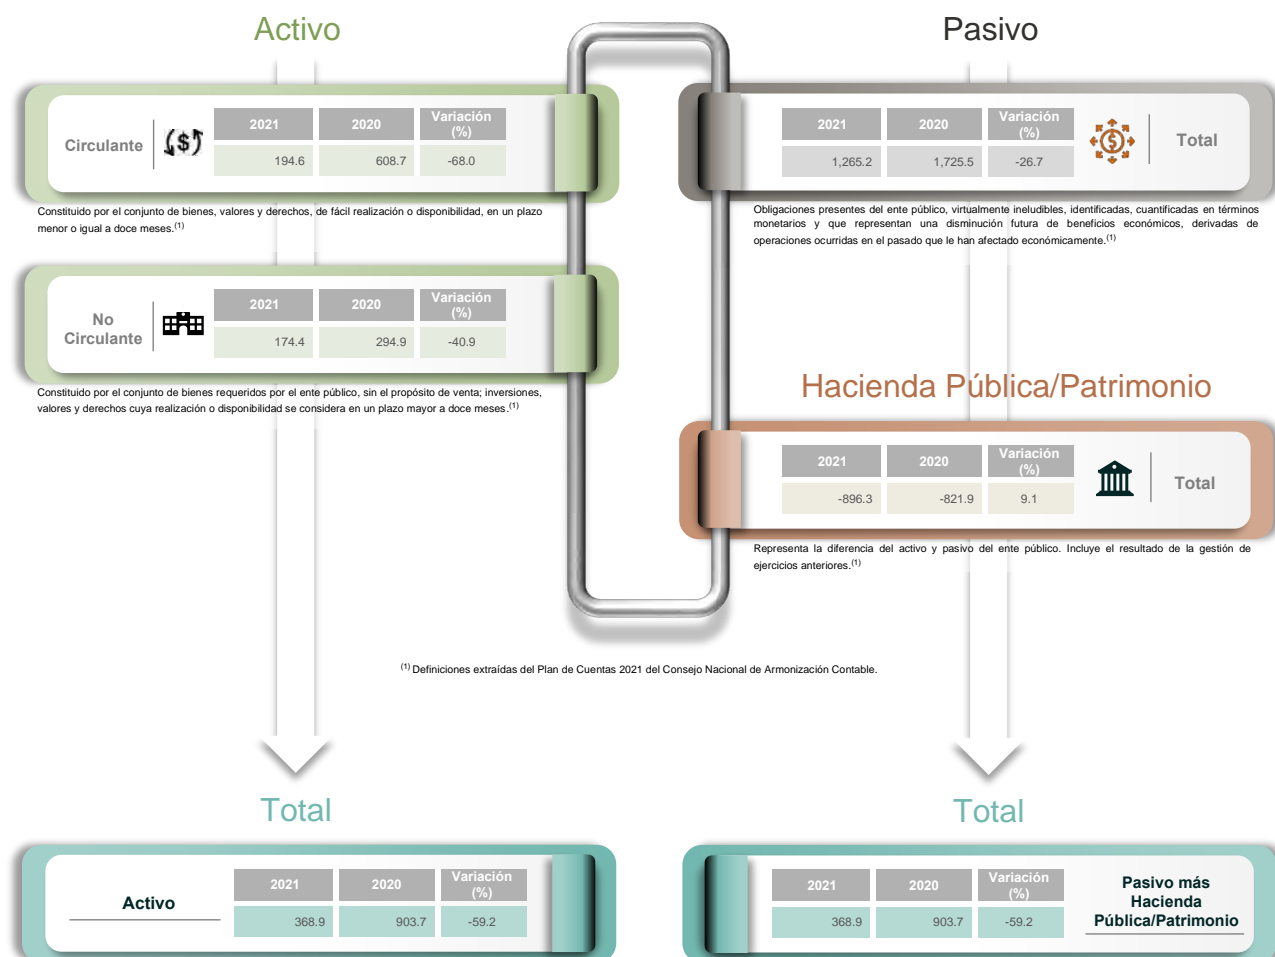 Activo
Circulante
2021 2020 Variación (%)
194.6 608.7 -68.0
Constituido por el conjunto de bienes, valores y derechos, de fácil realización o disponibilidad, en un plazo
menor o igual a doce meses.(1)
No
Circulante
2021 2020 Variación (%)
174.4 294.9 -40.9
Constituido por el conjunto de bienes requeridos por el ente público, sin el propósito de venta; inversiones,
valores y derechos cuya realización o disponibilidad se considera en un plazo mayor a doce meses.(1)
Pasivo
2021 2020 Variación (%)
1,265.2 1,725.5 -26.7
Total
Obligaciones presentes del ente público, virtualmente ineludibles, identificadas, cuantificadas en términos
monetarios y que representan una disminución futura de beneficios económicos, derivadas de
operaciones ocurridas en el pasado que le han afectado económicamente.(1)
Hacienda Pública/Patrimonio
2021 2020 Variación (%)
-896.3 -821.9 9.1
Total
Representa la diferencia del activo y pasivo del ente público. Incluye el resultado de la gestión de
ejercicios anteriores.(1)
(1) Definiciones extraídas del Plan de Cuentas 2021 del Consejo Nacional de Armonización Contable.
Total
Activo
2021 2020 Variación (%)
368.9 903.7 -59.2
Total
2021 2020 Variación (%)
368.9 903.7 -59.2
Pasivo más
Hacienda
Pública/Patrimonio